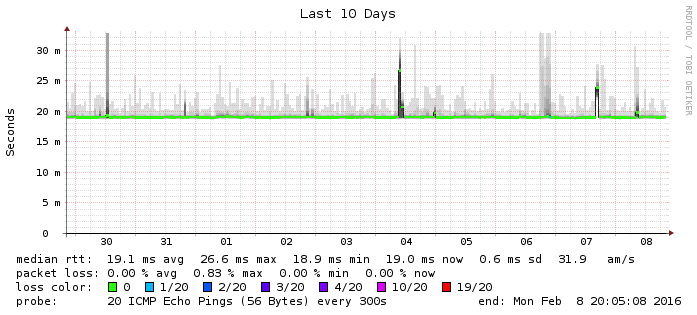 Last 10 Days
RRDTOOL / TOBI OETIKER
Seconds
30 m
25 m
20 m
15 m
10 m
5 m
0
30 31 01 02 03 04 05 06 07 08
median rtt: 19.1 ms avg 26.6 ms max 18.9 ms min 19.0 ms now 0.6 ms sd 31.9 am/s
packet loss: 0.00 % avg 0.83 % max 0.00 % min 0.00 % now
loss color: 0 1/20 2/20 3/20 4/20 10/20 19/20
probe: 20 ICMP Echo Pings (56 Bytes) every 300s end: Mon Feb 8 20:05:08 2016